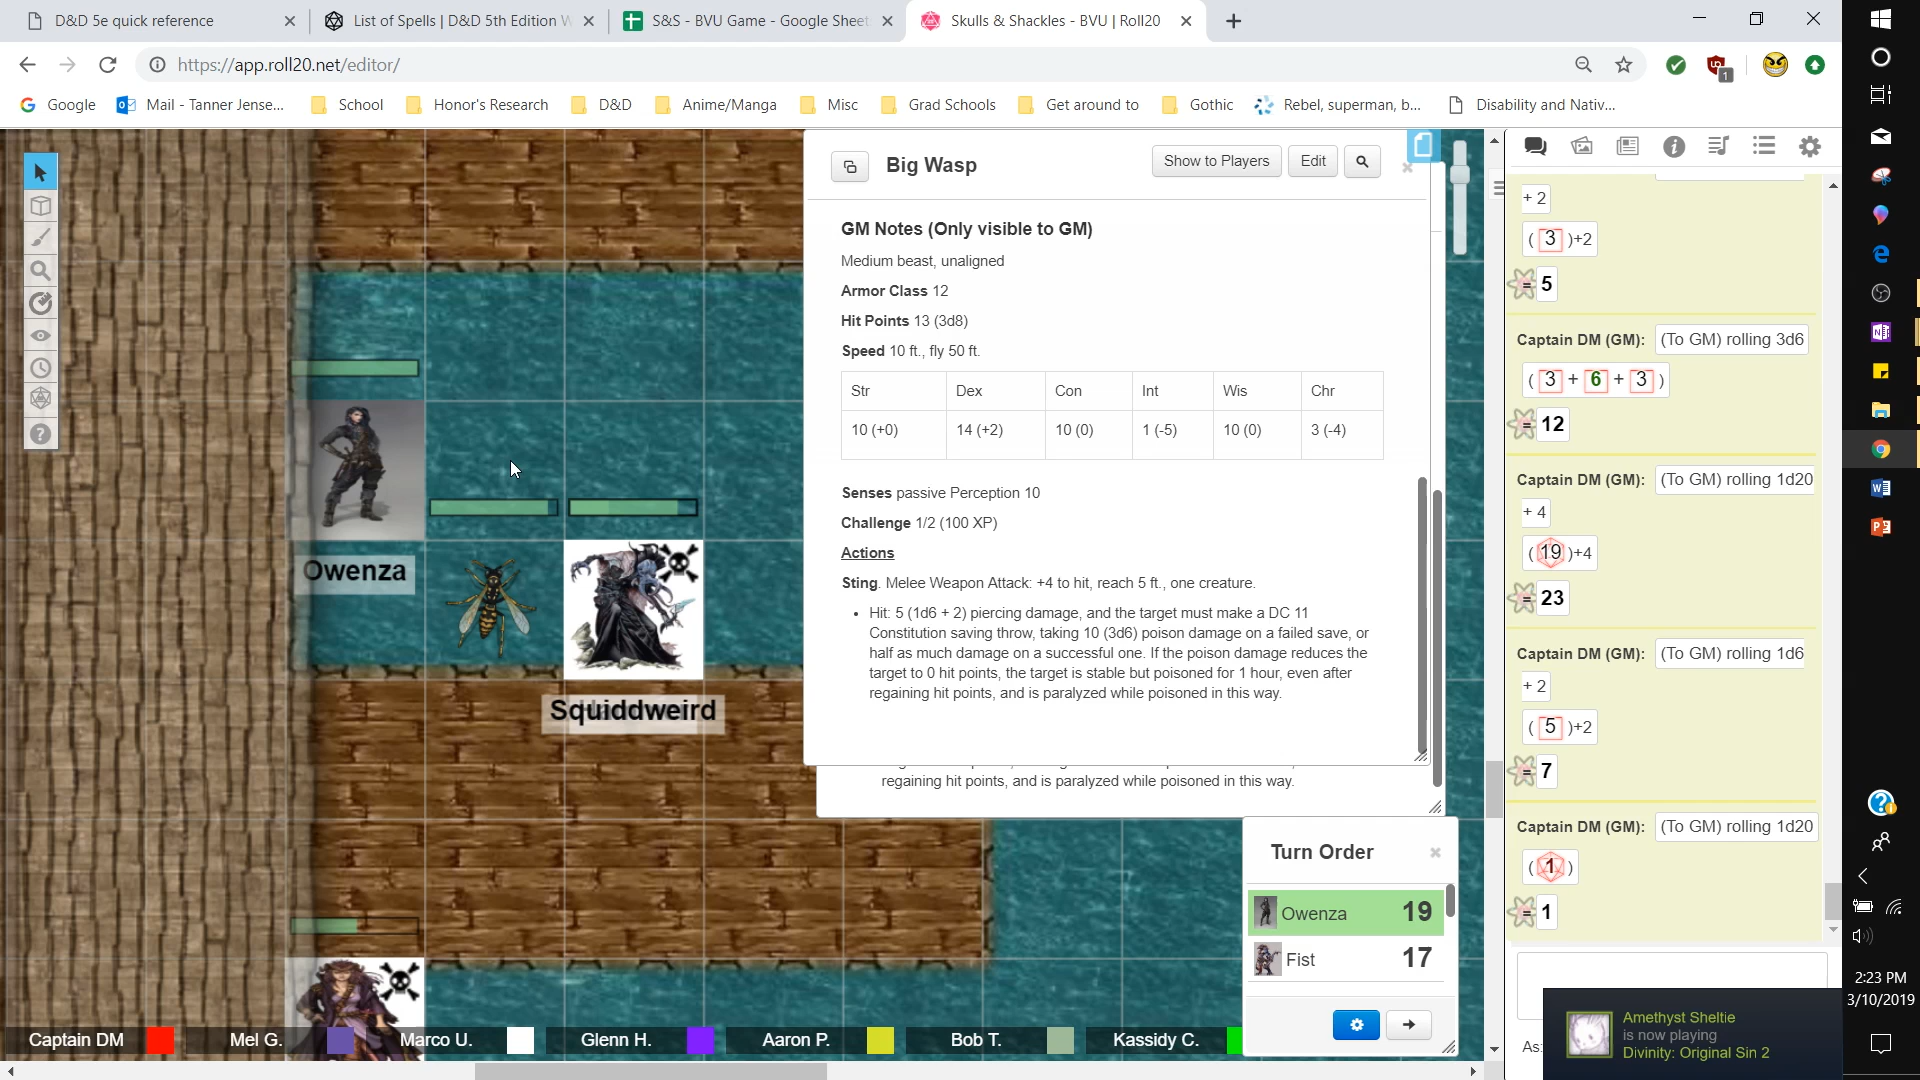 D&D 5e quick reference
List of Spells | D&D 5th Edition W
S&S - BVU Game - Google Sheet
Skulls & Shackles - BVU | Roll20
https://app.roll20.net/editor/
1
Google
Mail - Tanner Jense...
School
Honor's Research
D&D
Anime/Manga
Misc
Grad Schools
Get around to
Gothic
Rebel, superman, b...
Disability and Nativ...
Owenza
Squiddweird
Big Wasp
Show to Players
Edit
GM Notes (Only visible to GM)
Medium beast, unaligned
Armor Class 12
Hit Points 13 (3d8)
Speed 10 ft., fly 50 ft.
Str Dex Con Int Wis Chr
10 (+0) 14 (+2) 10 (0) 1 (-5) 10 (0) 3 (-4)
Senses passive Perception 10
Challenge 1/2 (100 XP)
Actions
Sting. Melee Weapon Attack: +4 to hit, reach 5 ft., one creature.
• Hit: 5 (1d6 + 2) piercing damage, and the target must make a DC 11
Constitution saving throw, taking 10 (3d6) poison damage on a failed save, or
half as much damage on a successful one. If the poison damage reduces the
target to 0 hit points, the target is stable but poisoned for 1 hour, even after
regaining hit points, and is paralyzed while poisoned in this way.
regaining hit points, and is paralyzed while poisoned in this way.
Turn Order
Owenza 19
Fist 17
+ 2
( 3 )+2
= 5
Captain DM (GM): (To GM) rolling 3d6
( 3 + 6 + 3 )
= 12
Captain DM (GM): (To GM) rolling 1d20
+ 4
( 19 )+4
= 23
Captain DM (GM): (To GM) rolling 1d6
+ 2
( 5 )+2
= 7
Captain DM (GM): (To GM) rolling 1d20
( 1 )
= 1
As:
Amethyst Sheltie
is now playing
Divinity: Original Sin 2
Captain DM
Mel G.
Marco U.
Glenn H.
Aaron P.
Bob T.
Kassidy C.
2:23 PM
3/10/2019